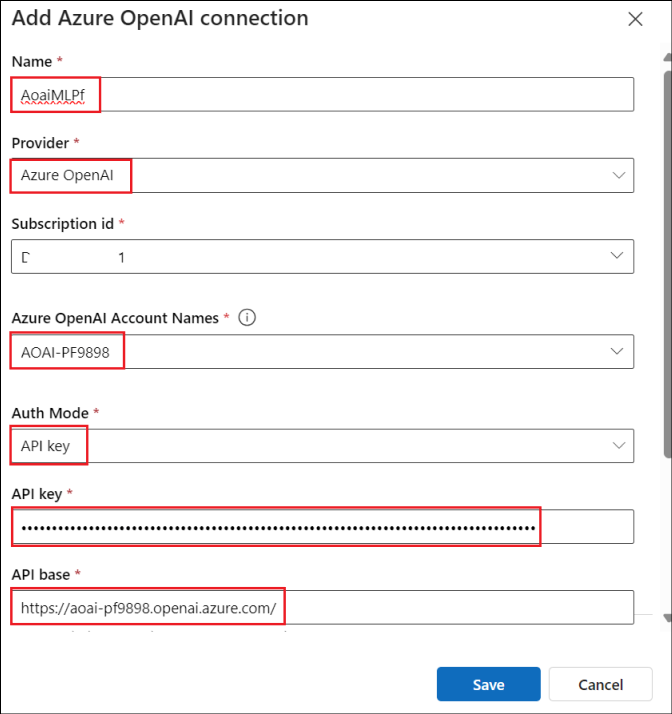 Add Azure OpenAI connection
Name *
AoaiMLPf
Provider *
Azure OpenAI
Subscription id *
1
Azure OpenAI Account Names *
AOAI-PF9898
Auth Mode *
API key
API key *
••••••••••••••••••••••••••••••••••••••••••••••••••••••••••••••••••••••••••••••••••••
API base *
https://aoai-pf9898.openai.azure.com/
Save Cancel